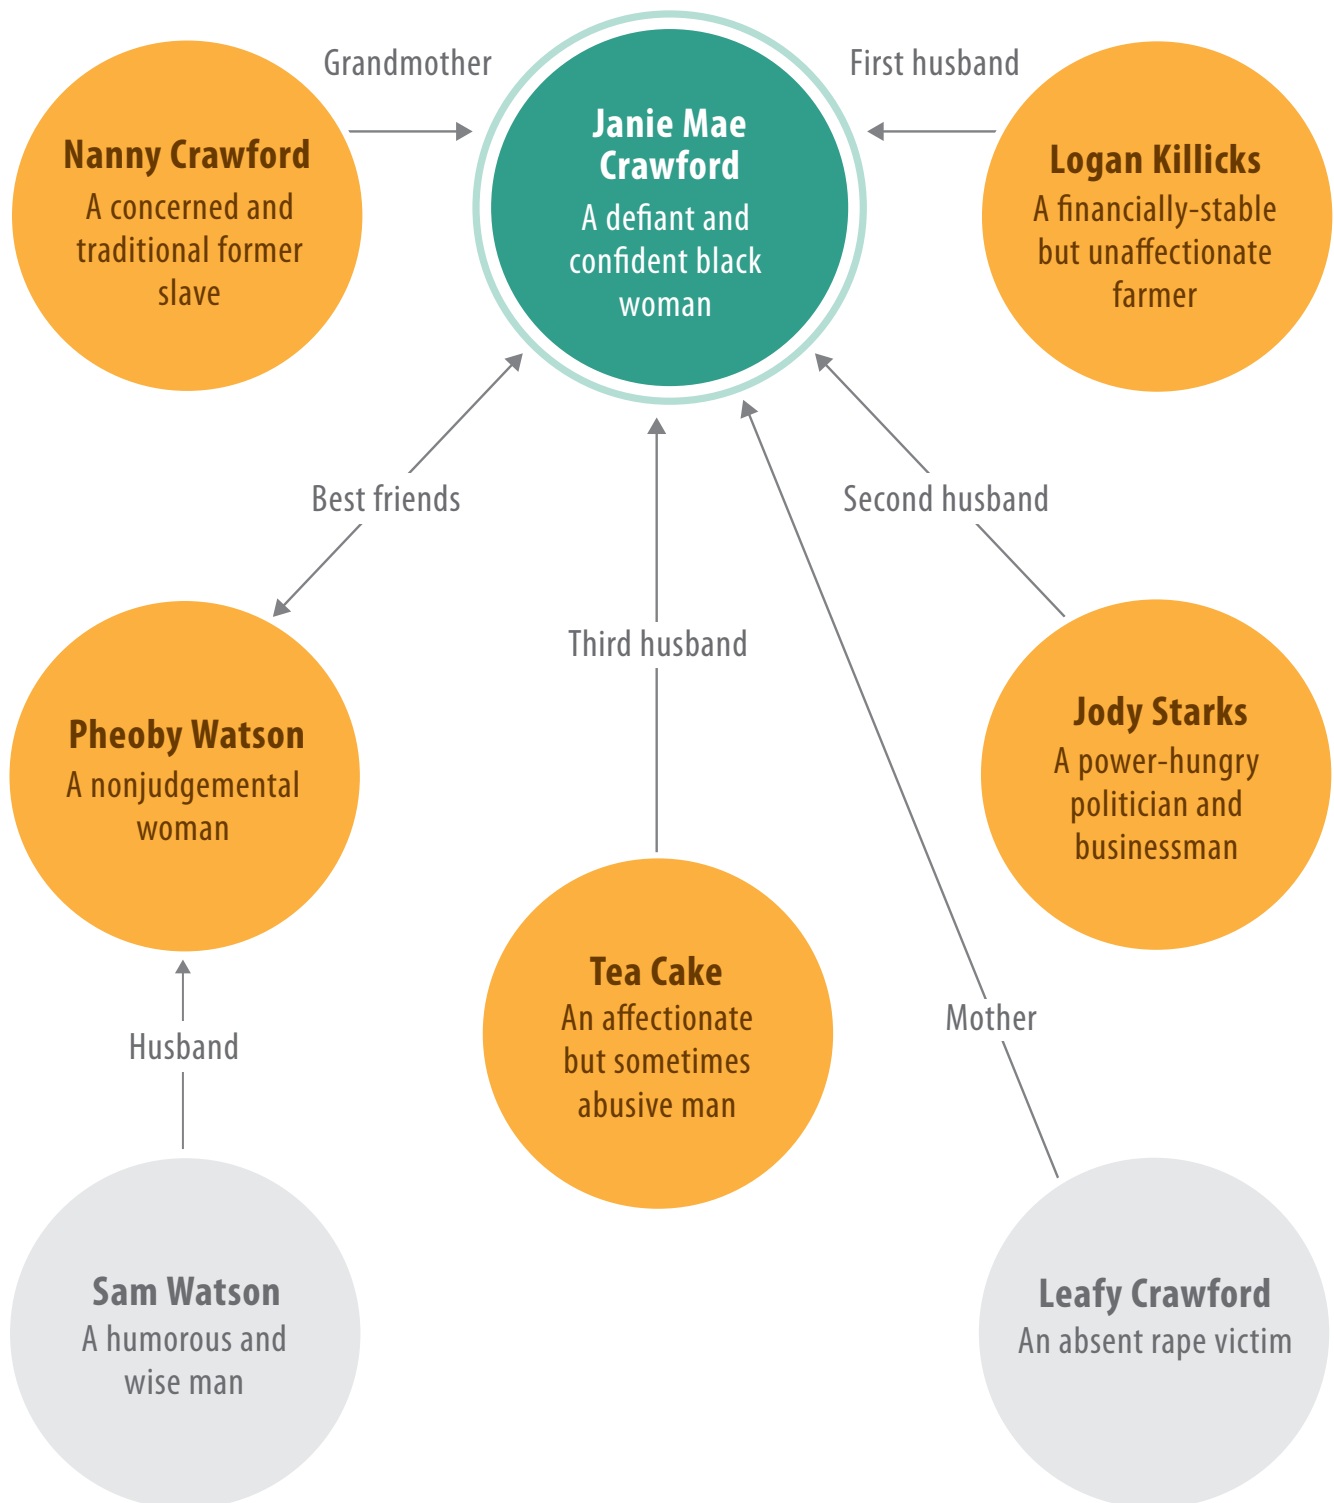 Grandmother
First husband
Nanny Crawford
A concerned and
traditional former
slave
Janie Mae
Crawford
A defiant and
confident black
woman
Logan Killicks
A financially-stable
but unaffectionate
farmer
Best friends
Second husband
Third husband
Pheoby Watson
A nonjudgemental
woman
Jody Starks
A power-hungry
politician and
businessman
Tea Cake
An affectionate
but sometimes
abusive man
Husband
Mother
Sam Watson
A humorous and
wise man
Leafy Crawford
An absent rape victim